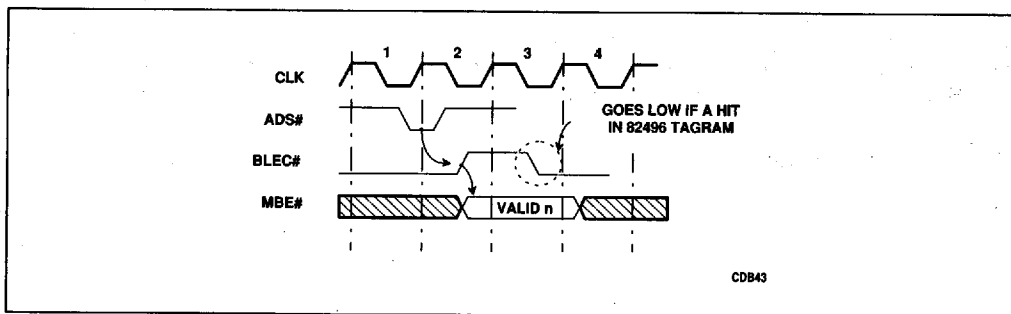 1 2 3 4
CLK
GOES LOW IF A HIT
IN 82496 TAGRAM
ADS#
BLEC#
MBE#
VALID n
CDB43